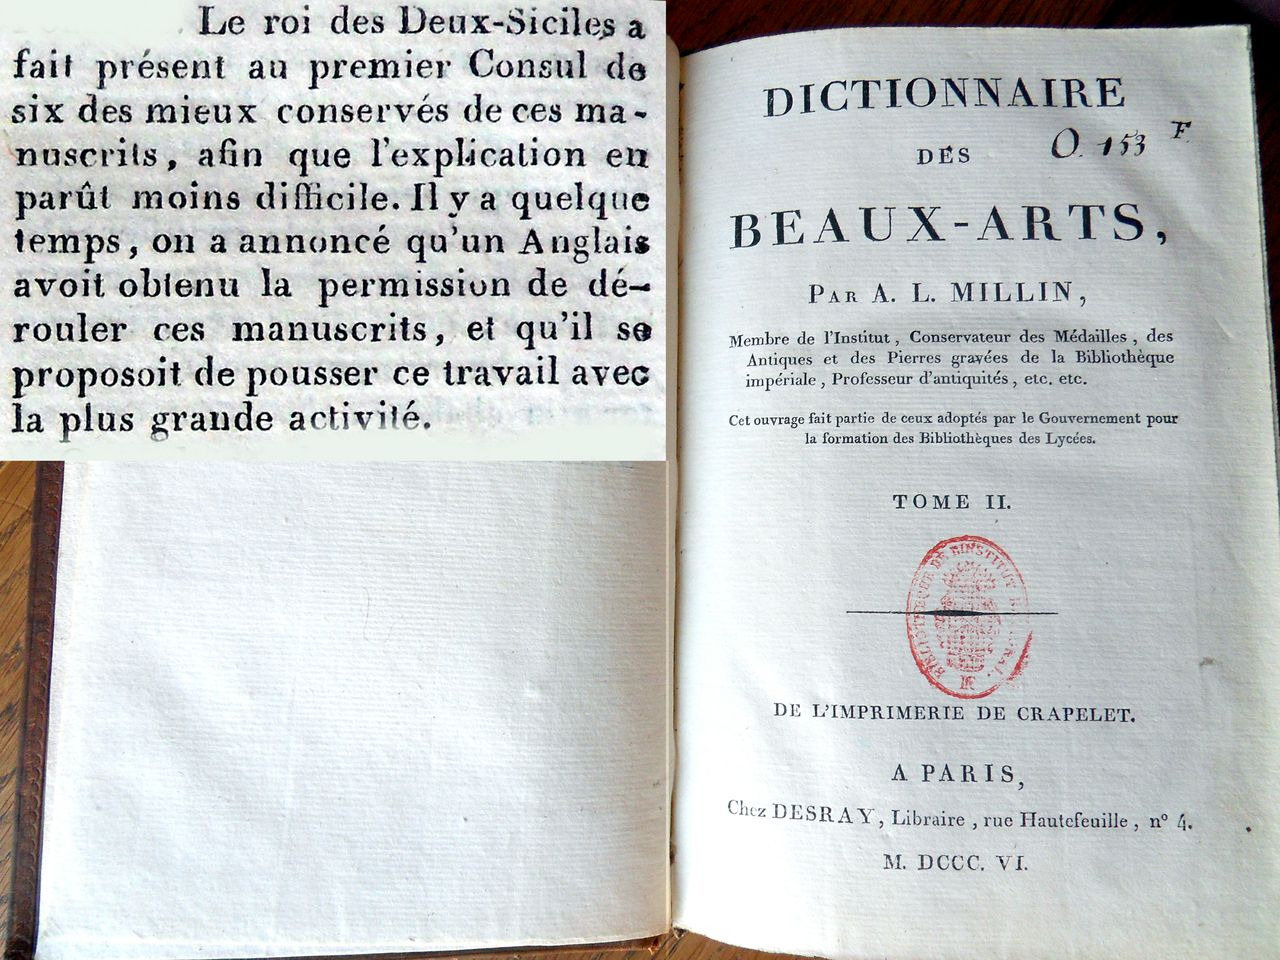 Le roi des Deux-Siciles a
fait présent au premier Consul de
six des mieux conservés de ces ma-
nuscrits, afin que l'explication en
parût moins difficile. Il y a quelque
temps, on a annoncé qu'un Anglais
avoit obtenu la permission de dé-
rouler ces manuscrits, et qu'il se
proposoit de pousser ce travail avec
la plus grande activité.
DICTIONNAIRE
DES
O. 153 F
BEAUX-ARTS,
PAR A. L. MILLIN,
Membre de l'Institut, Conservateur des Médailles, des
Antiques et des Pierres gravées de la Bibliothèque
impériale, Professeur d'antiquités, etc. etc.
Cet ouvrage fait partie de ceux adoptés par le Gouvernement pour
la formation des Bibliothèques des Lycées.
TOME II.
BIBLIOTHEQUE DE L'INSTITUT
DE L'IMPRIMERIE DE CRAPELET.
A PARIS,
Chez DESRAY, Libraire, rue Hautefeuille, n° 4.
M. DCCC. VI.